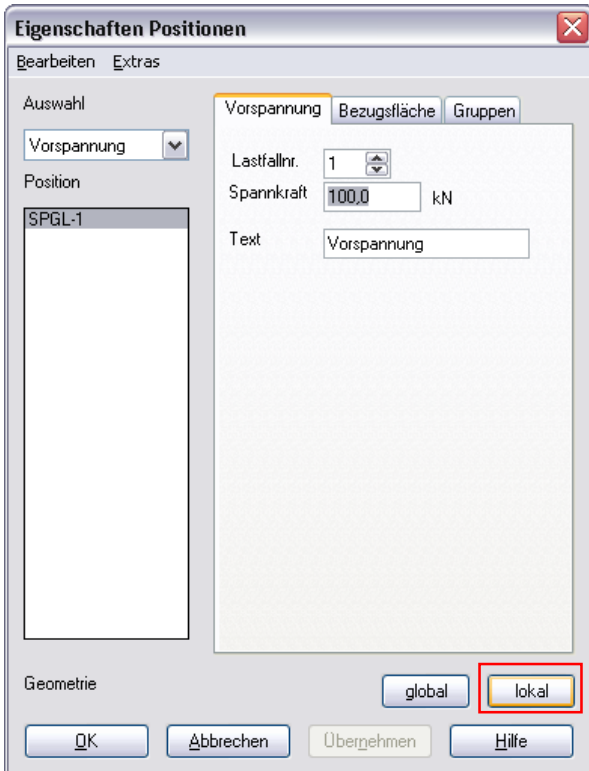 Eigenschaften Positionen
Bearbeiten Extras
Auswahl
Vorspannung
Position
SPGL-1
Vorspannung Bezugsfläche Gruppen
Lastfallnr. 1
Spannkraft 100,0 kN
Text Vorspannung
Geometrie global lokal
OK Abbrechen Übernehmen Hilfe